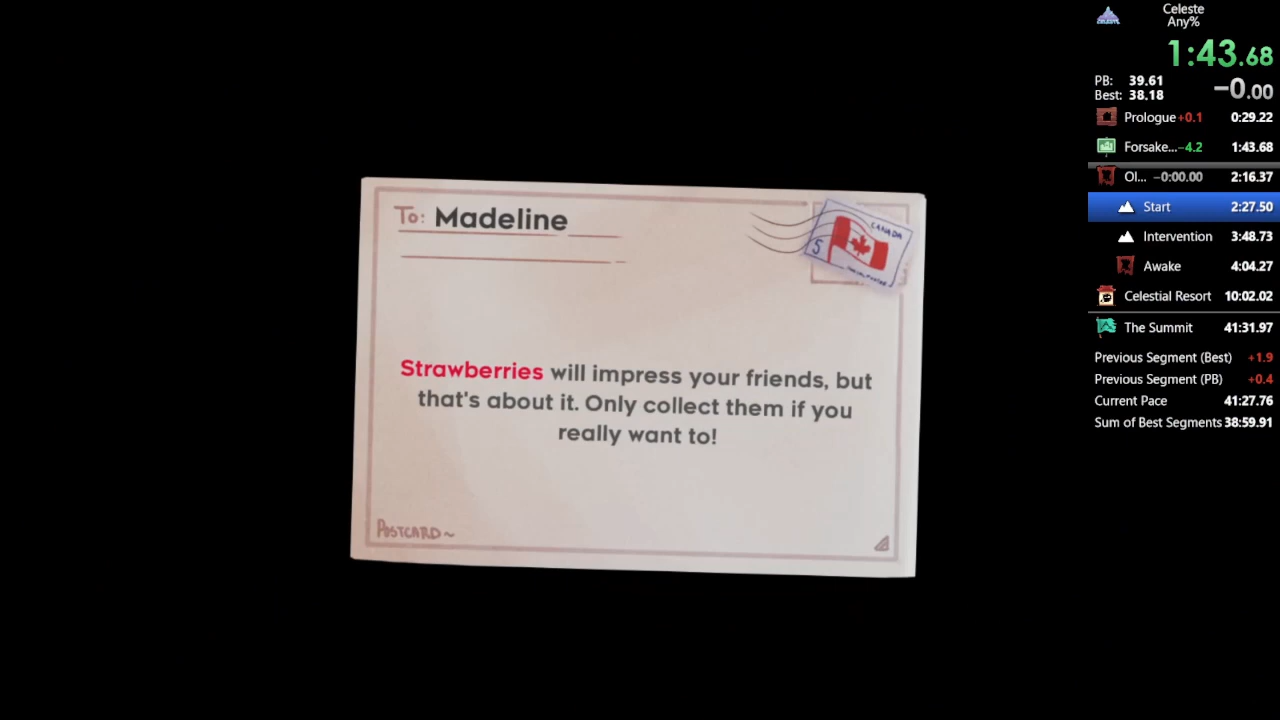 To: Madeline
CANADA
5
Strawberries will impress your friends, but
that's about it. Only collect them if you
really want to!
POSTCARD~
Celeste
Any%
1:43.68
PB: 39.61
Best: 38.18
−0.00
Prologue +0.1 0:29.22
Forsake... −4.2 1:43.68
Ol... −0:00.00 2:16.37
Start 2:27.50
Intervention 3:48.73
Awake 4:04.27
Celestial Resort 10:02.02
The Summit 41:31.97
Previous Segment (Best) +1.9
Previous Segment (PB) +0.4
Current Pace 41:27.76
Sum of Best Segments 38:59.91